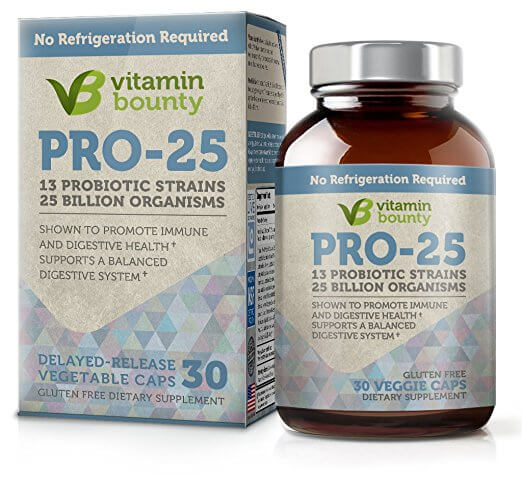 No Refrigeration Required
VB vitamin
bounty
PRO-25
13 PROBIOTIC STRAINS
25 BILLION ORGANISMS
SHOWN TO PROMOTE IMMUNE
AND DIGESTIVE HEALTH†
SUPPORTS A BALANCED
DIGESTIVE SYSTEM†
DELAYED-RELEASE
VEGETABLE CAPS 30
GLUTEN FREE DIETARY SUPPLEMENT
No Refrigeration Required
VB vitamin
bounty
PRO-25
13 PROBIOTIC STRAINS
25 BILLION ORGANISMS
SHOWN TO PROMOTE IMMUNE
AND DIGESTIVE HEALTH†
SUPPORTS A BALANCED
DIGESTIVE SYSTEM†
GLUTEN FREE
30 VEGGIE CAPS
DIETARY SUPPLEMENT